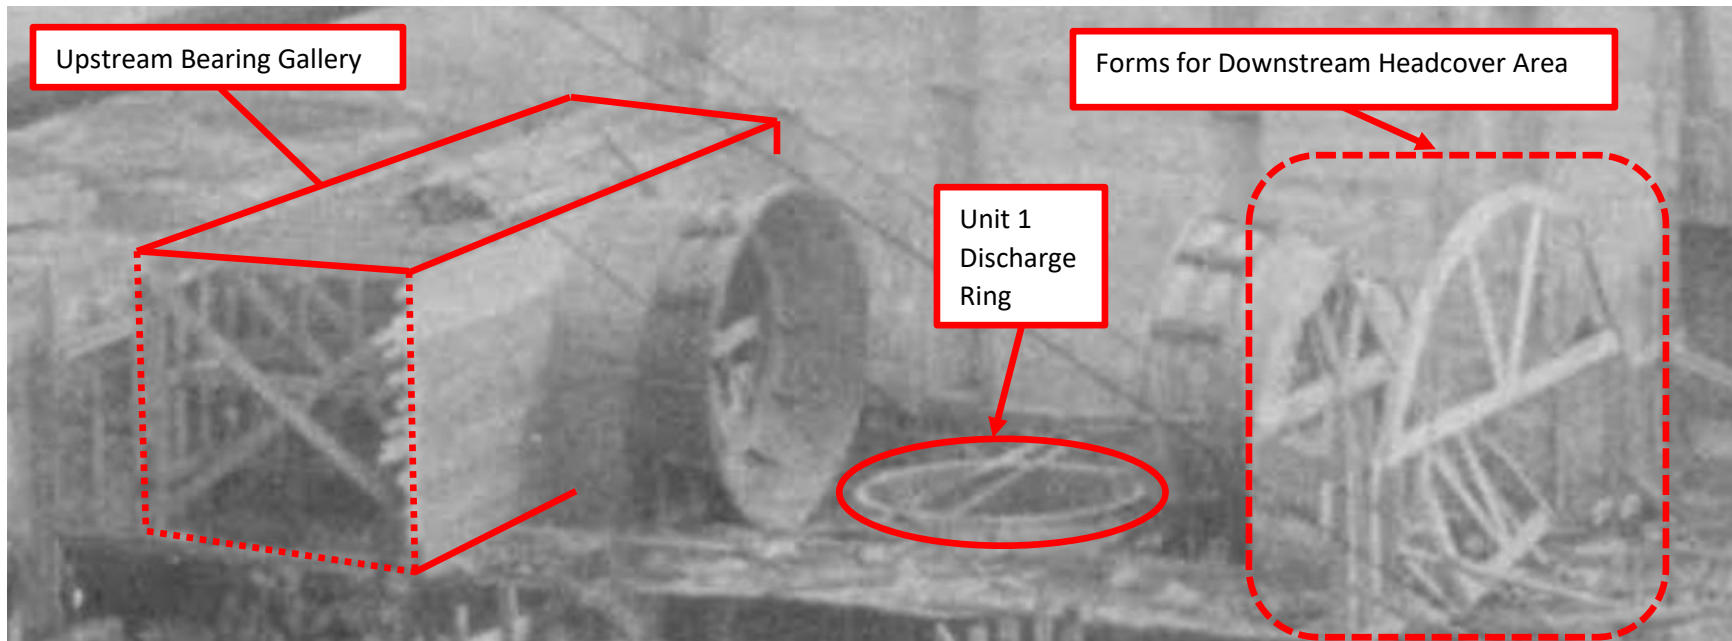 Upstream Bearing Gallery
Forms for Downstream Headcover Area
Unit 1
Discharge
Ring